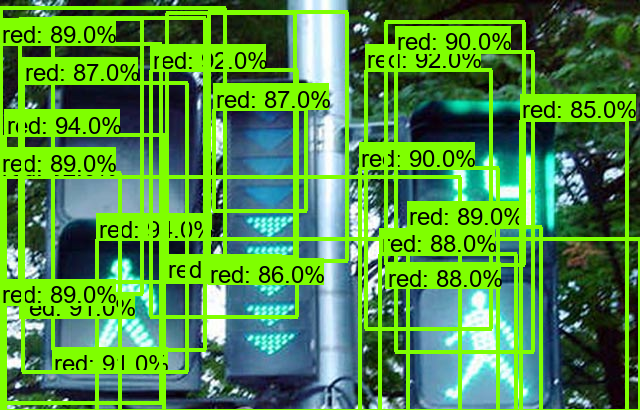 red: 89.0%
red: 90.0%
red: 92.0%
red: 92.0%
red: 87.0%
red: 87.0%
red: 85.0%
red: 94.0%
red: 89.0%
red: 90.0%
red: 89.0%
red: 94.0%
red: 88.0%
red
red: 86.0%
red: 88.0%
red: 89.0%
red: 91.0%
red: 91.0%